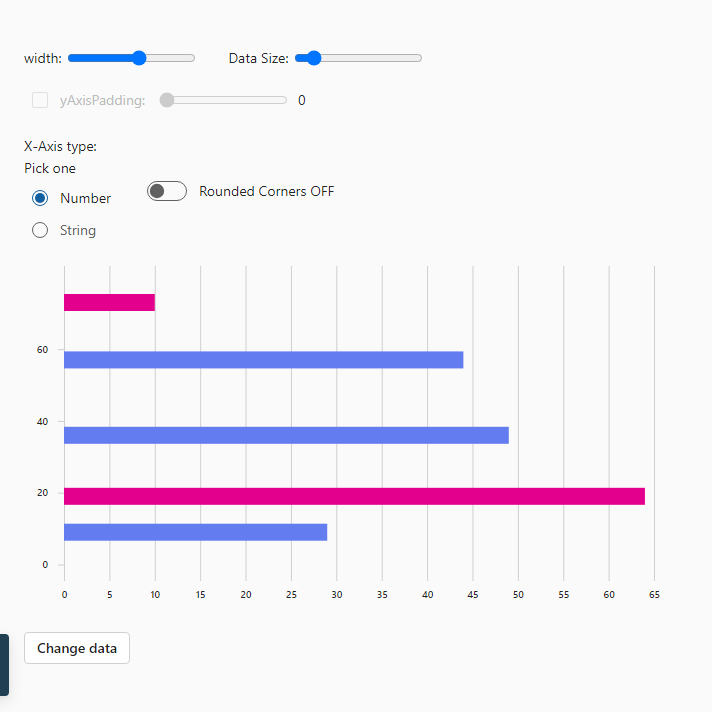 width: Data Size:
yAxisPadding: 0
X-Axis type:
Pick one
Number Rounded Corners OFF
String
60
40
20
0
0 5 10 15 20 25 30 35 40 45 50 55 60 65
Change data